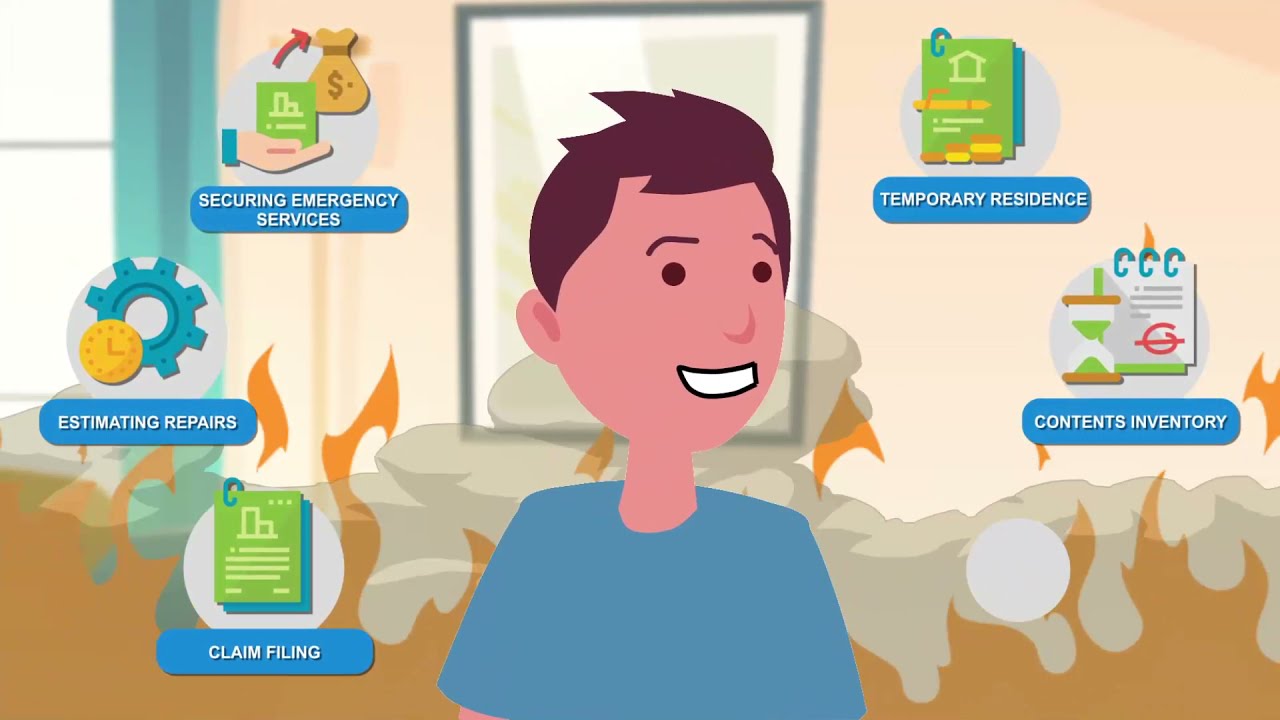 SECURING EMERGENCY
SERVICES
TEMPORARY RESIDENCE
$
ESTIMATING REPAIRS
CONTENTS INVENTORY
CLAIM FILING